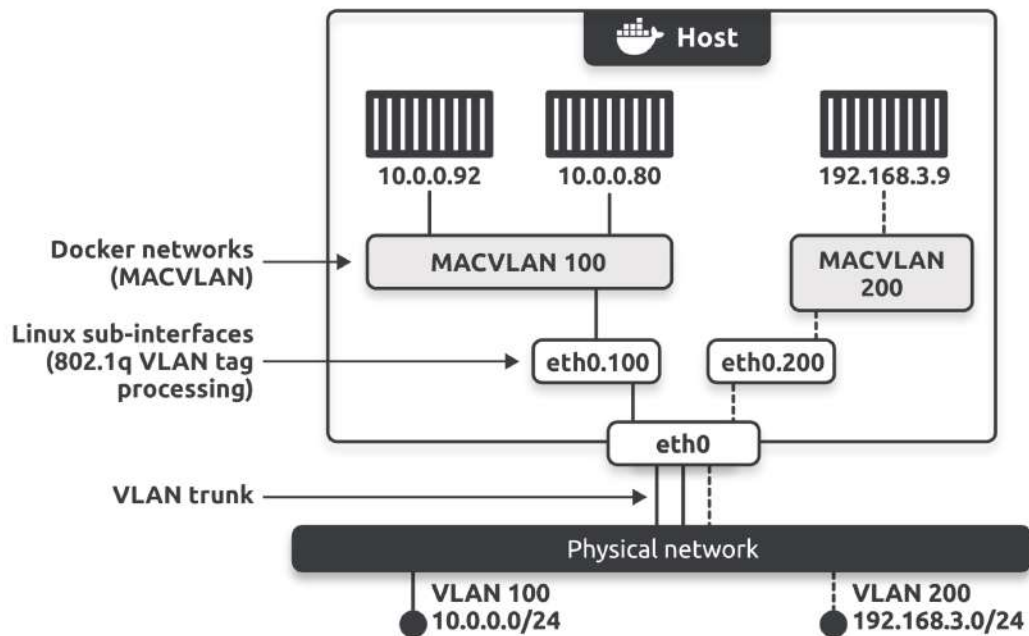 Host
10.0.0.92
10.0.0.80
192.168.3.9
Docker networks
(MACVLAN)
MACVLAN 100
MACVLAN
200
Linux sub-interfaces
(802.1q VLAN tag
processing)
eth0.100
eth0.200
eth0
VLAN trunk
Physical network
VLAN 100
10.0.0.0/24
VLAN 200
192.168.3.0/24